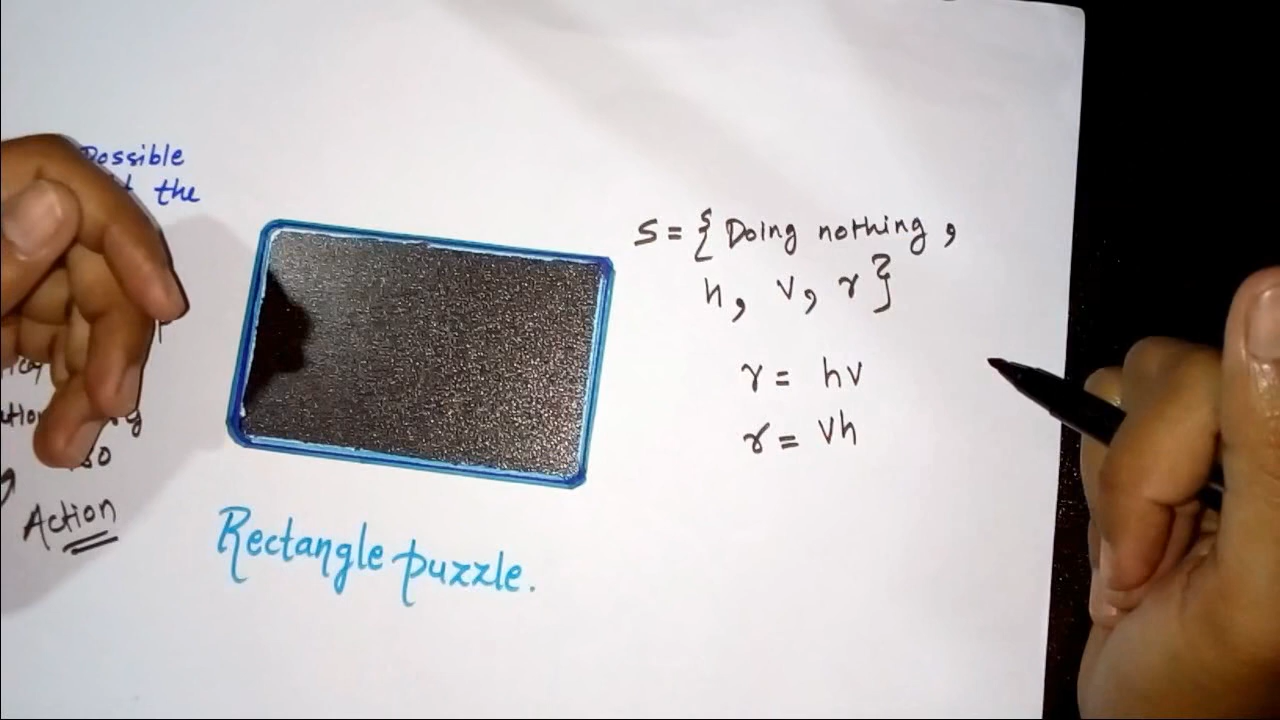 Possible
the
Action
S = { Doing nothing ,
h, v, r }
r = hv
r = vh
Rectangle puzzle.